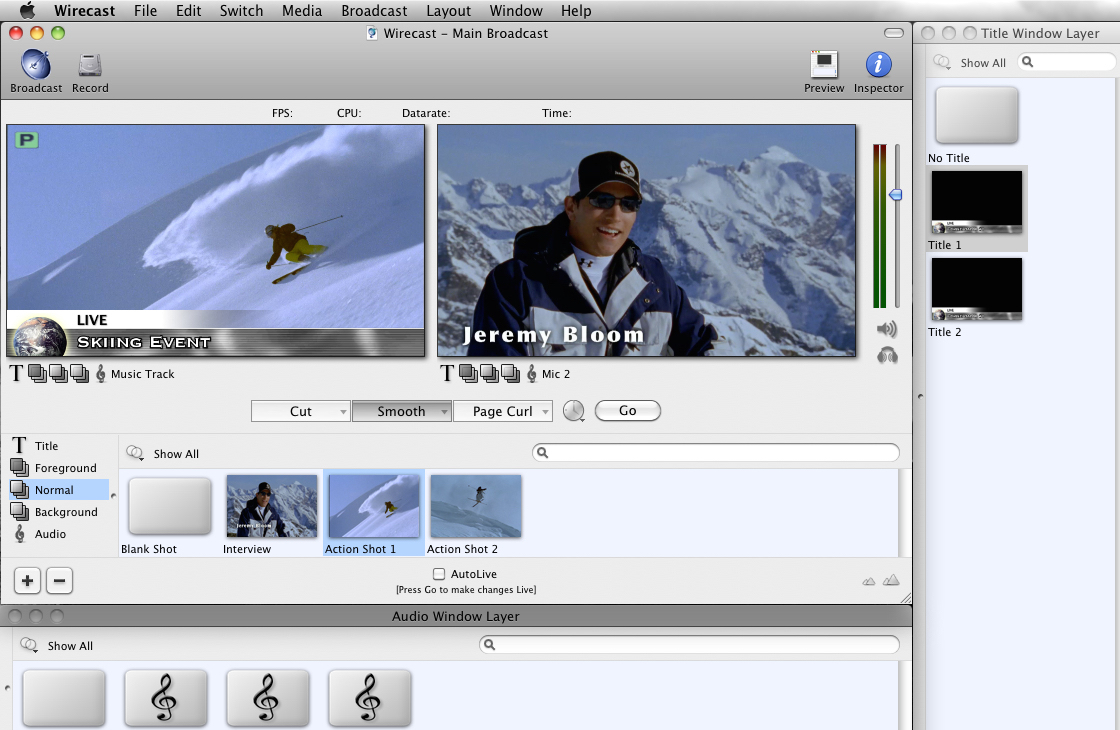 Wirecast File Edit Switch Media Broadcast Layout Window Help
Wirecast – Main Broadcast
Title Window Layer
Broadcast Record
Preview Inspector
Show All
FPS: CPU: Datarate: Time:
P
LIVE
SKIING EVENT
Jeremy Bloom
No Title
Title 1
Title 2
T Music Track
T Mic 2
Cut Smooth Page Curl Go
T Title
Foreground
Normal
Background
Audio
Show All
Jeremy Bloom
Blank Shot Interview Action Shot 1 Action Shot 2
AutoLive
[Press Go to make changes Live]
Audio Window Layer
Show All